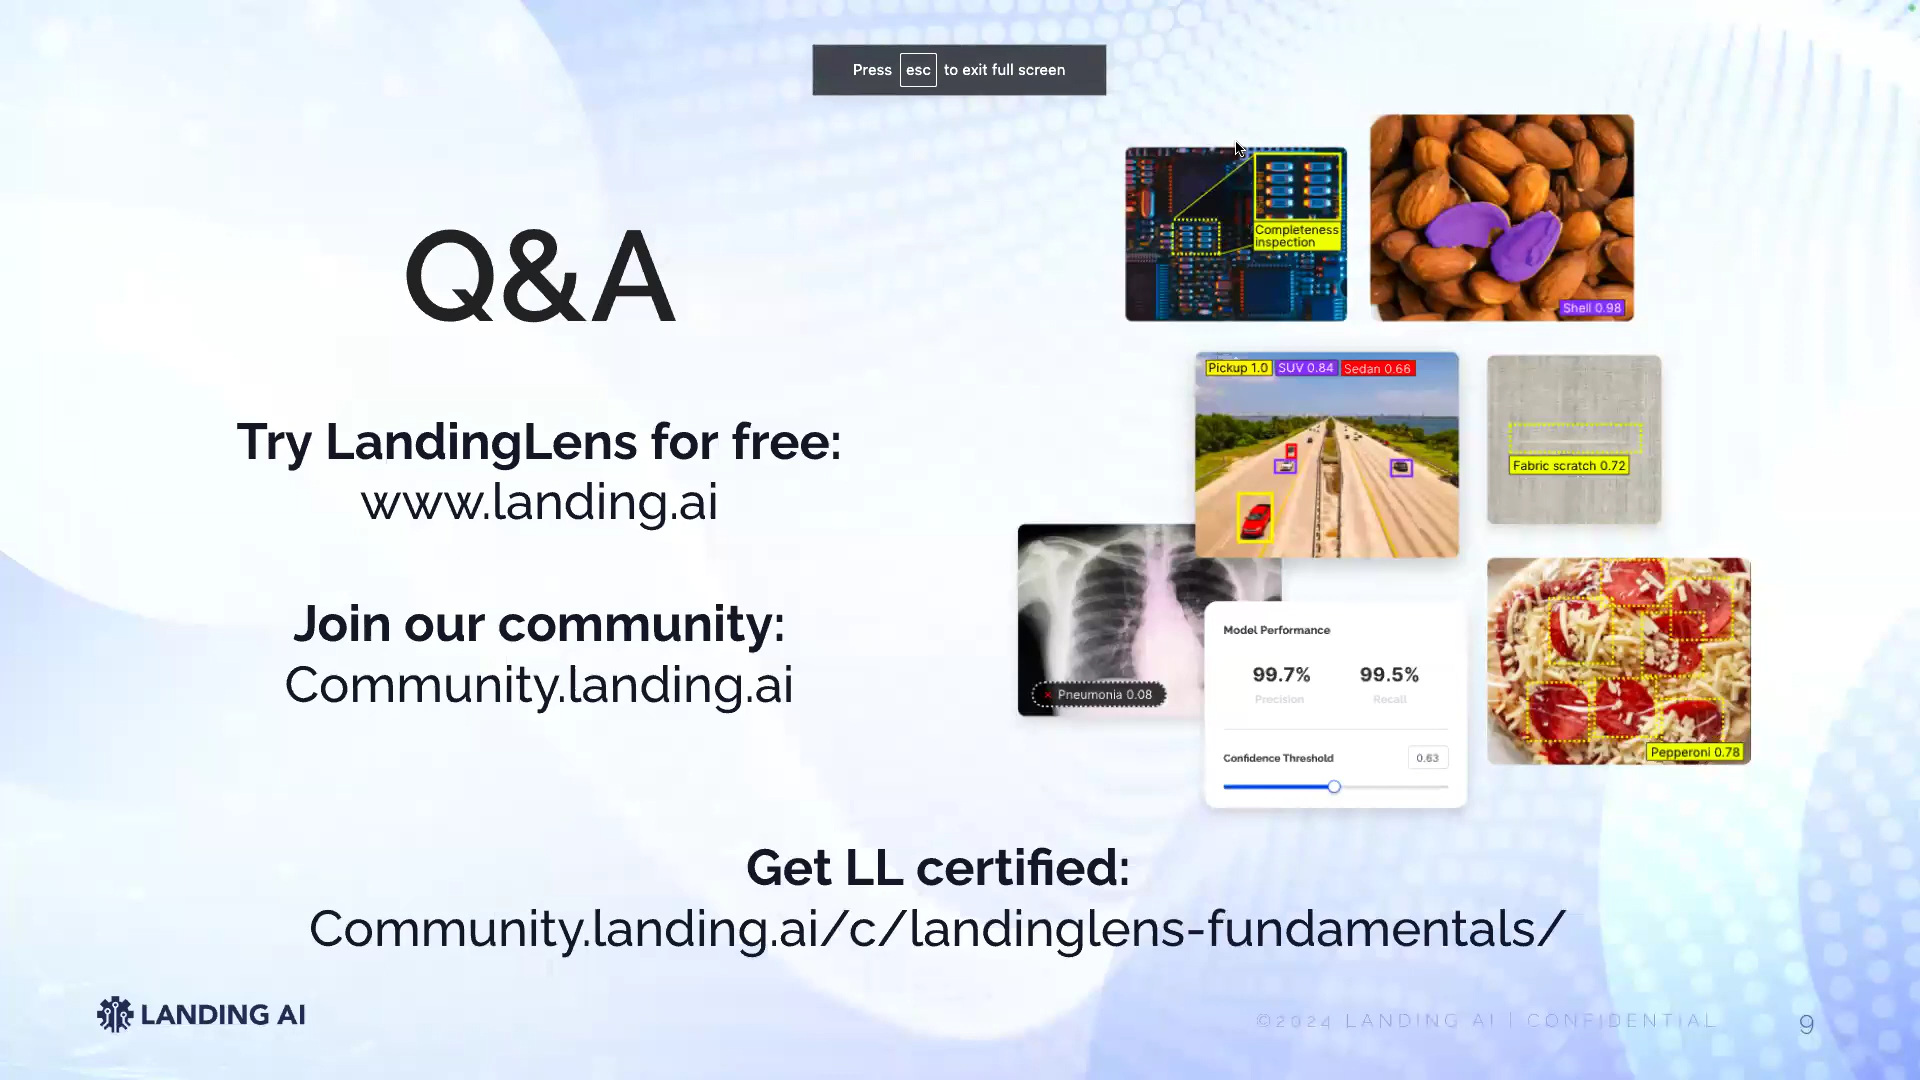 Press esc to exit full screen
Q&A
Try LandingLens for free:
www.landing.ai
Join our community:
Community.landing.ai
Completeness
inspection
Shell 0.98
Pickup 1.0 SUV 0.84 Sedan 0.66
Fabric scratch 0.72
Pneumonia 0.08
Model Performance
99.7% 99.5%
Precision Recall
Confidence Threshold 0.63
Pepperoni 0.78
Get LL certified:
Community.landing.ai/c/landinglens-fundamentals/
LANDING AI
©2024 LANDING AI | CONFIDENTIAL
9